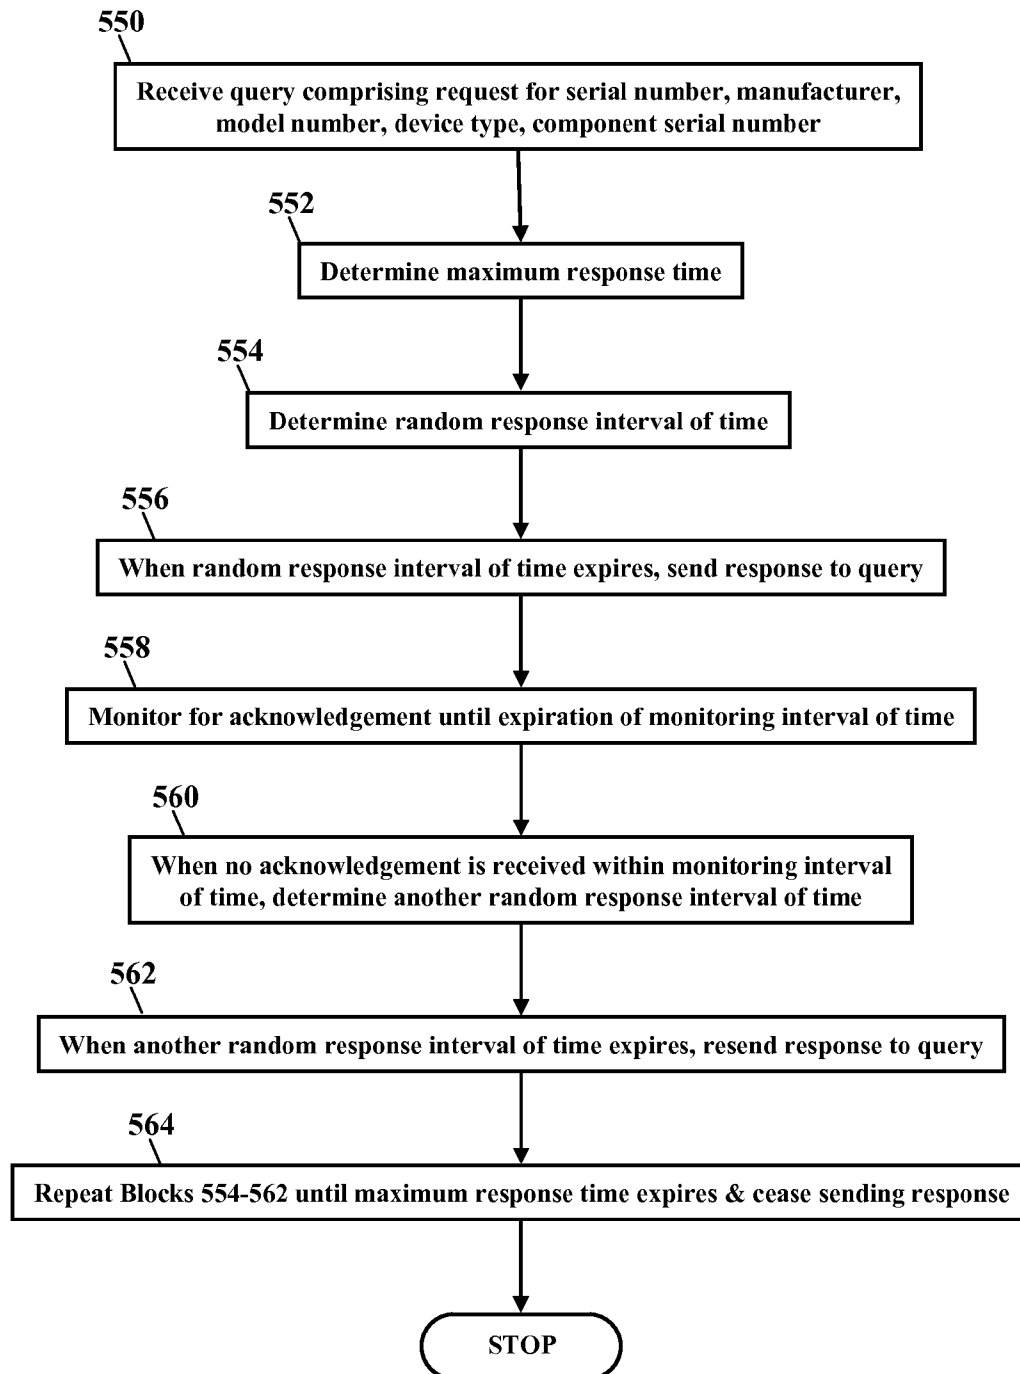 550
Receive query comprising request for serial number, manufacturer,
model number, device type, component serial number
552
Determine maximum response time
554
Determine random response interval of time
556
When random response interval of time expires, send response to query
558
Monitor for acknowledgement until expiration of monitoring interval of time
560
When no acknowledgement is received within monitoring interval
of time, determine another random response interval of time
562
When another random response interval of time expires, resend response to query
564
Repeat Blocks 554-562 until maximum response time expires & cease sending response
STOP